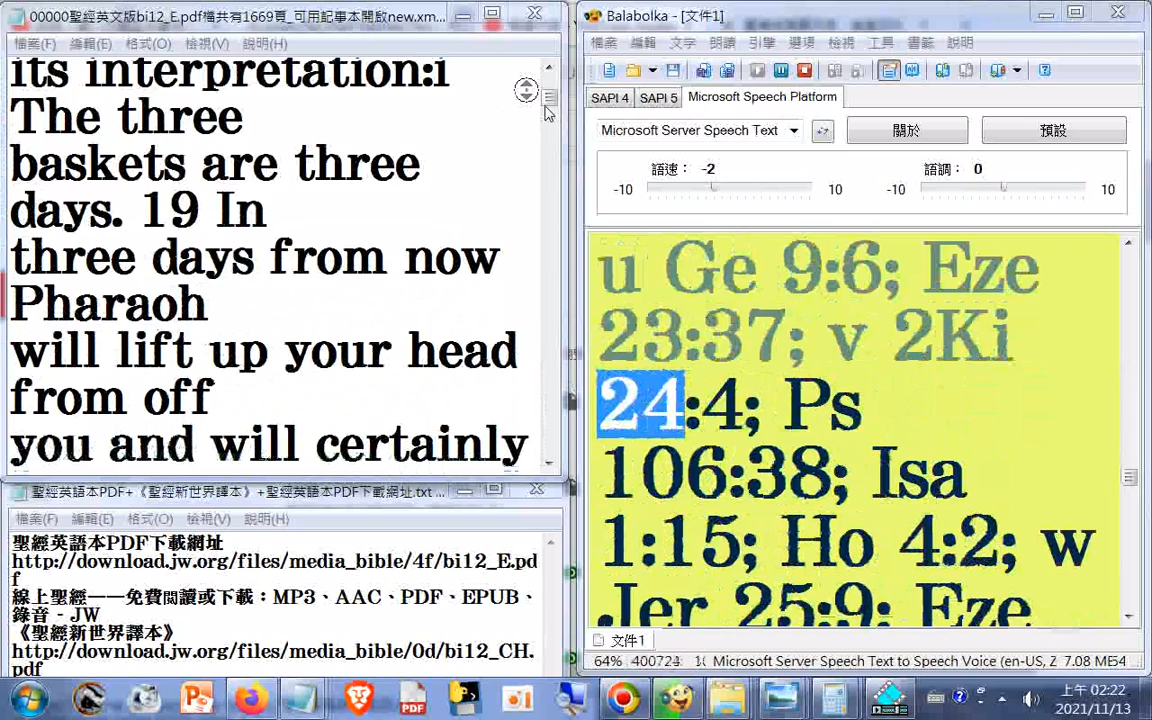 00000聖經英文版bi12_E.pdf檔共有1669頁_可用記事本開啟new.xm...
檔案(F) 編輯(E) 格式(O) 檢視(V) 說明(H)
its interpretation:i
The three
baskets are three
days. 19 In
three days from now
Pharaoh
will lift up your head
from off
you and will certainly
聖經英語本PDF+《聖經新世界譯本》+聖經英語本PDF下載網址.txt ...
檔案(F) 編輯(E) 格式(O) 檢視(V) 說明(H)
聖經英語本PDF下載網址
http://download.jw.org/files/media_bible/4f/bi12_E.pd
f
線上聖經——免費閱讀或下載：MP3、AAC、PDF、EPUB、
錄音 - JW
《聖經新世界譯本》
http://download.jw.org/files/media_bible/0d/bi12_CH.
pdf
Balabolka - [文件1]
檔案 編輯 文字 朗讀 引擎 選項 檢視 工具 書籤 說明
SAPI 4 SAPI 5 Microsoft Speech Platform
Microsoft Server Speech Text 關於 預設
語速： -2 語調： 0
-10 10 -10 10
u Ge 9:6; Eze
23:37; v 2Ki
24:4; Ps
106:38; Isa
1:15; Ho 4:2; w
Jer 25:9; Eze
文件1
64% 400724 Microsoft Server Speech Text to Speech Voice (en-US, Z 7.08 MB
上午 02:22
2021/11/13